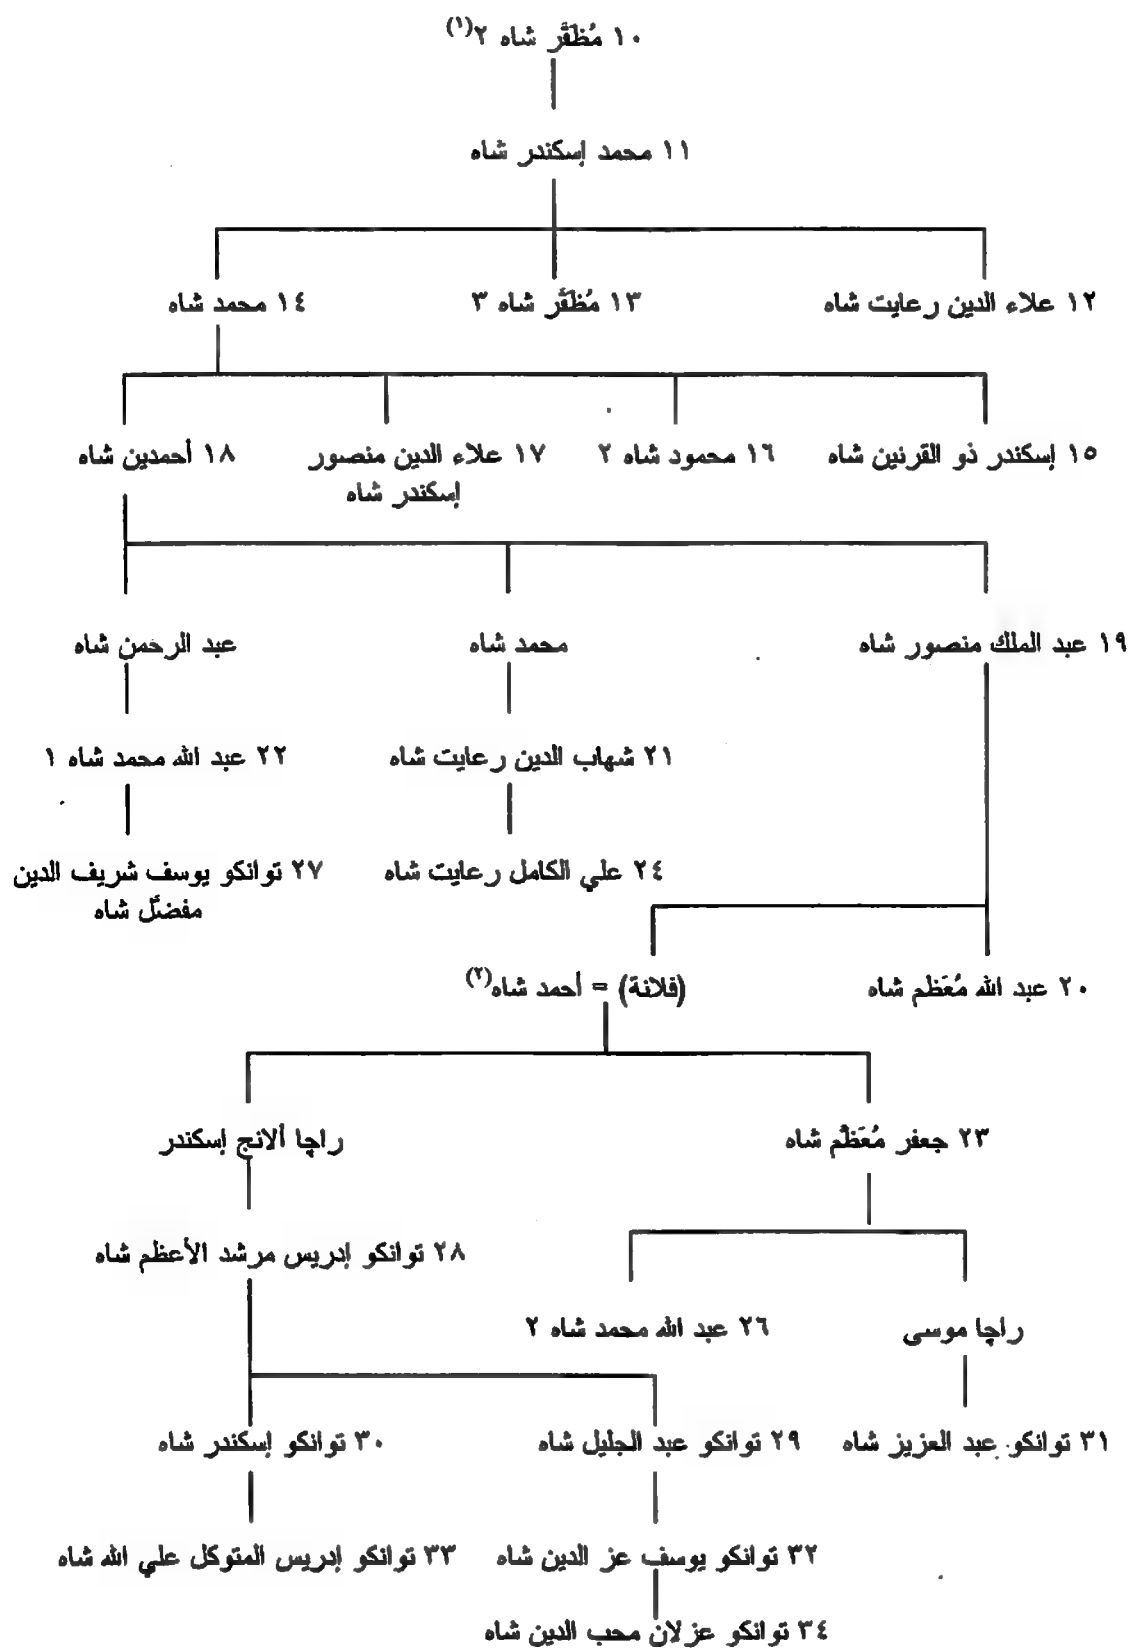 ١٠ مُظَفَّر شاه ٢(١)
١١ محمد إسكندر شاه
١٢ علاء الدين رعايت شاه
١٣ مُظَفَّر شاه ٣
١٤ محمد شاه
١٥ إسكندر ذو القرنين شاه
١٦ محمود شاه ٢
١٧ علاء الدين منصور
إسكندر شاه
١٨ أحمدين شاه
١٩ عبد الملك منصور شاه
محمد شاه
عبد الرحمن شاه
٢١ شهاب الدين رعايت شاه
٢٢ عبد الله محمد شاه ١
٢٤ علي الكامل رعايت شاه
٢٧ توانكو يوسف شريف الدين
مفضَّل شاه
٢٠ عبد الله مُعَظم شاه
(فلانة) = أحمد شاه(٢)
٢٣ جعفر مُعَظَّم شاه
راچا ألانج إسكندر
٢٨ توانكو إدريس مرشد الأعظم شاه
راچا موسى
٢٦ عبد الله محمد شاه ٢
٣١ توانكو عبد العزيز شاه
٢٩ توانكو عبد الجليل شاه
٣٠ توانكو إسكندر شاه
٣٢ توانكو يوسف عز الدين شاه
٣٣ توانكو إدريس المتوكل علي الله شاه
٣٤ توانكو عزلان محب الدين شاه